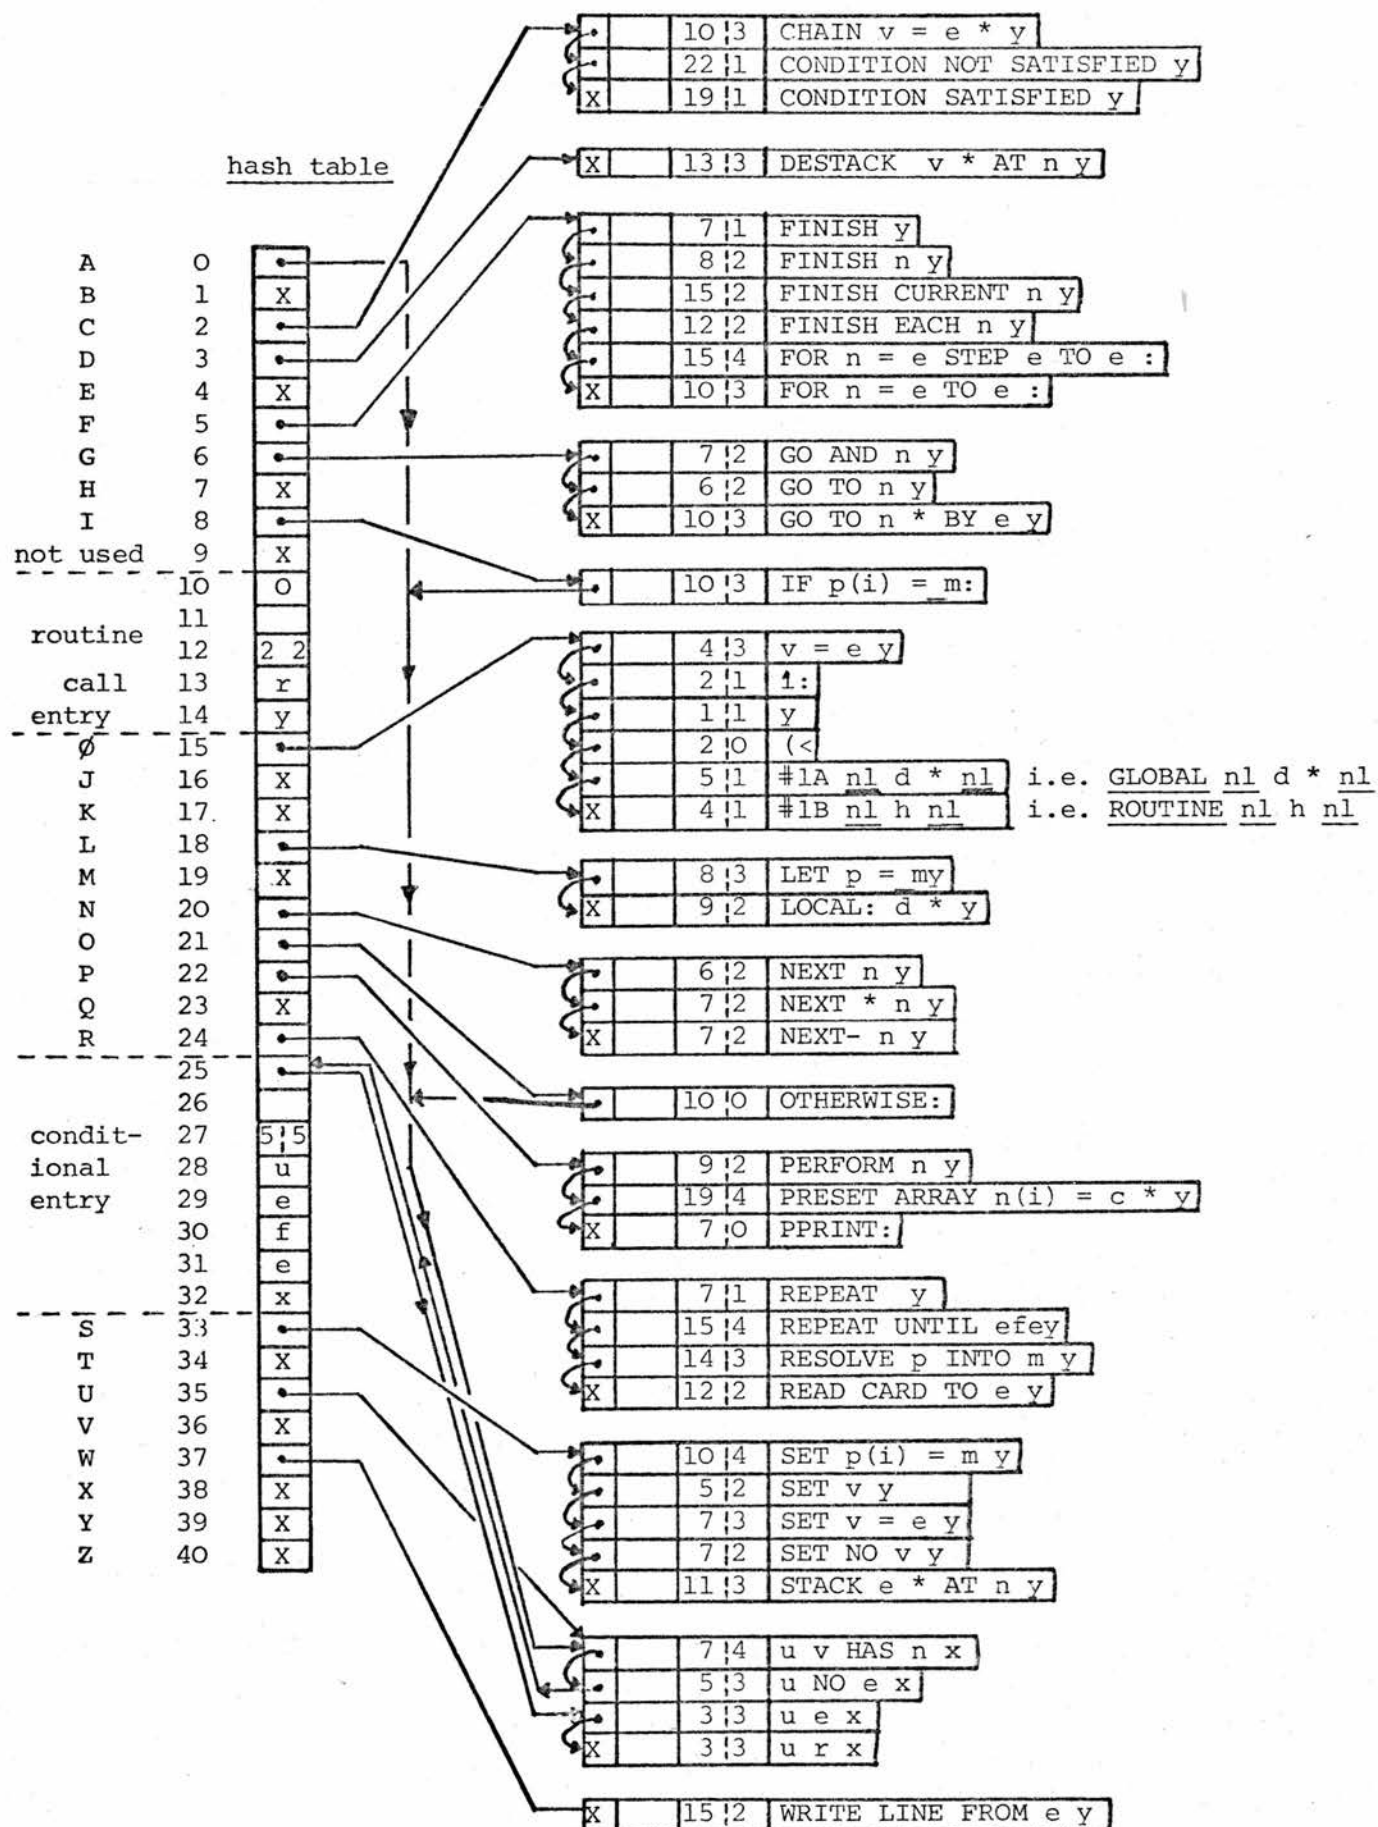 10 3 CHAIN v = e * y
22 1 CONDITION NOT SATISFIED y
X 19 1 CONDITION SATISFIED y
hash table
X 13 3 DESTACK v * AT n y
7 1 FINISH y
8 2 FINISH n y
15 2 FINISH CURRENT n y
12 2 FINISH EACH n y
15 4 FOR n = e STEP e TO e :
X 10 3 FOR n = e TO e :
A 0
B 1 X
C 2
D 3
E 4 X
F 5
G 6
H 7 X
I 8
not used 9 X
10 0
routine 11
12 2 2
call 13 r
entry 14 y
Ø 15
J 16 X
K 17 X
L 18
M 19 X
N 20
O 21
P 22
Q 23 X
R 24
25
26
condit- 27 5 5
ional 28 u
entry 29 e
30 f
31 e
32 x
S 33
T 34 X
U 35
V 36 X
W 37
X 38 X
Y 39 X
Z 40 X
7 2 GO AND n y
6 2 GO TO n y
X 10 3 GO TO n * BY e y
10 3 IF p(i) = m:
4 3 v = e y
2 1 1:
1 1 y
2 0 (<
5 1 #1A nl d * nl i.e. GLOBAL nl d * nl
X 4 1 #1B nl h nl i.e. ROUTINE nl h nl
8 3 LET p = my
X 9 2 LOCAL: d * y
6 2 NEXT n y
7 2 NEXT * n y
X 7 2 NEXT- n y
10 0 OTHERWISE:
9 2 PERFORM n y
19 4 PRESET ARRAY n(i) = c * y
X 7 0 PPRINT:
7 1 REPEAT y
15 4 REPEAT UNTIL efey
14 3 RESOLVE p INTO m y
X 12 2 READ CARD TO e y
10 4 SET p(i) = m y
5 2 SET v y
7 3 SET v = e y
7 2 SET NO v y
X 11 3 STACK e * AT n y
7 4 u v HAS n x
5 3 u NO e x
3 3 u e x
X 3 3 u r x
X 15 2 WRITE LINE FROM e y